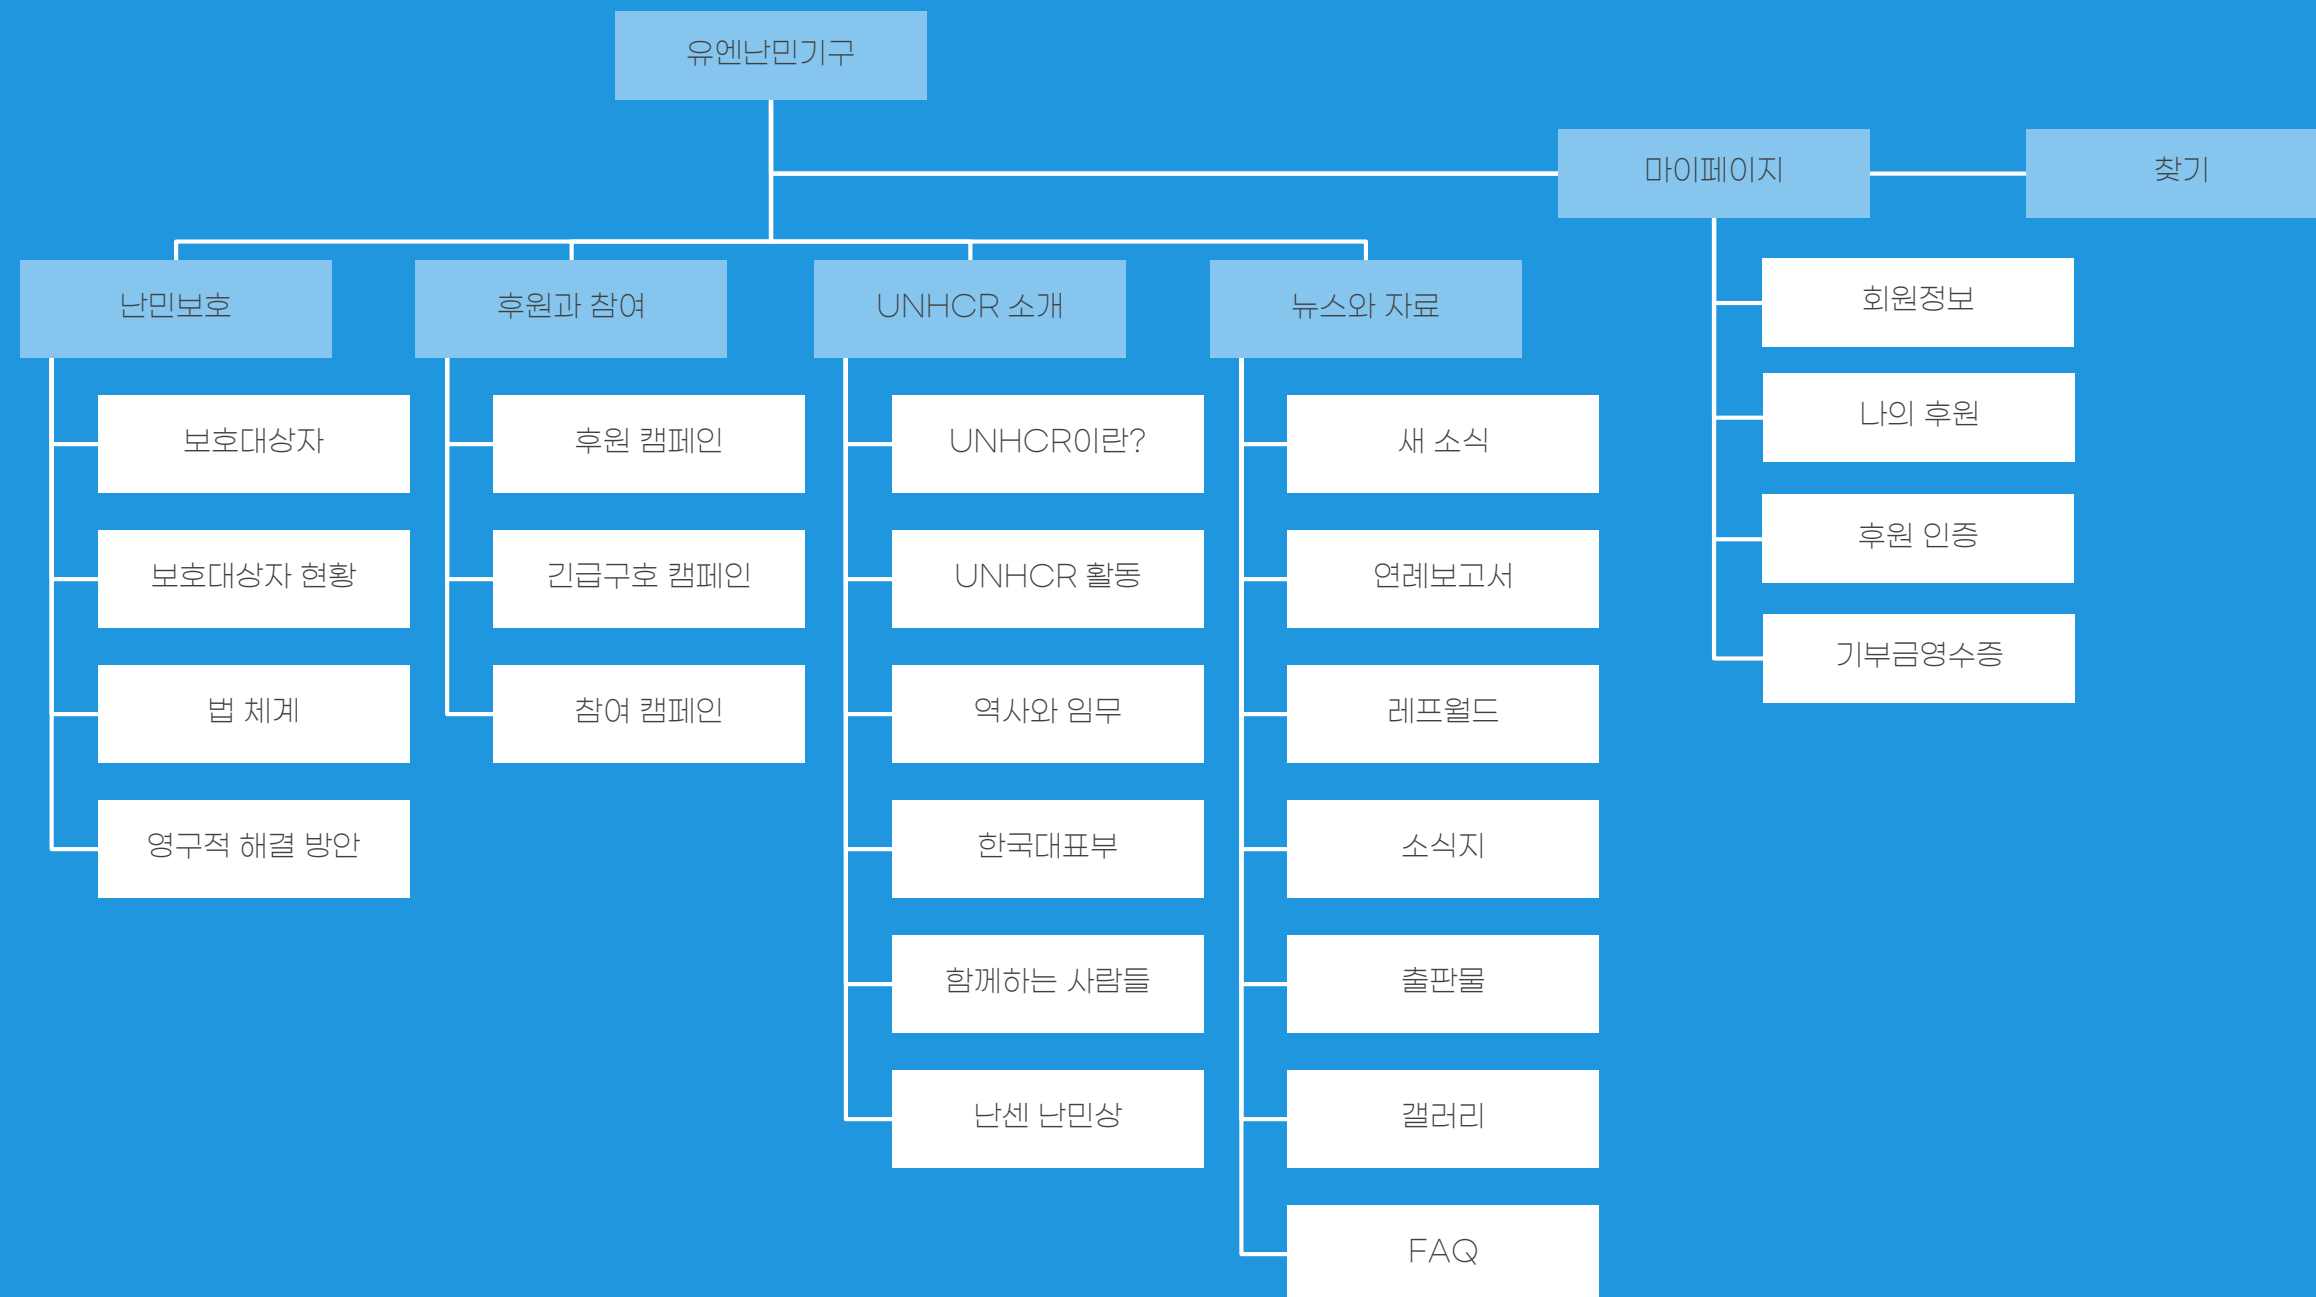 유엔난민기구
마이페이지
찾기
난민보호
보호대상자
보호대상자 현황
법 체계
영구적 해결 방안
후원과 참여
후원 캠페인
긴급구호 캠페인
참여 캠페인
UNHCR 소개
UNHCR이란?
UNHCR 활동
역사와 임무
한국대표부
함께하는 사람들
난센 난민상
뉴스와 자료
새 소식
연례보고서
레프월드
소식지
출판물
갤러리
FAQ
회원정보
나의 후원
후원 인증
기부금영수증